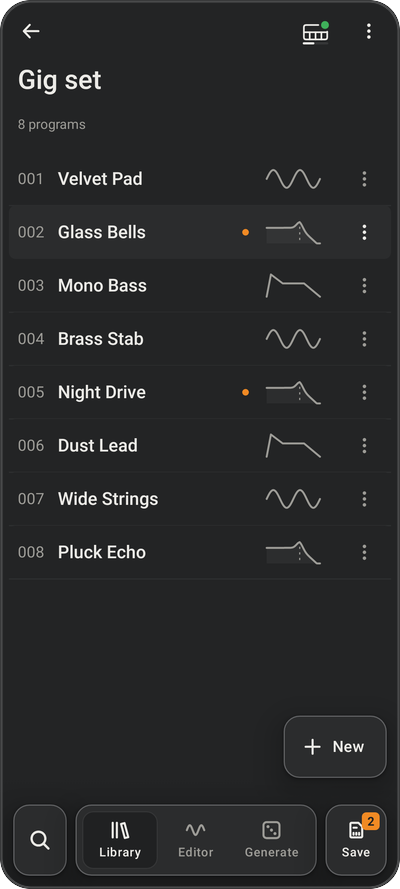 Gig set
8 programs
001 Velvet Pad
002 Glass Bells
003 Mono Bass
004 Brass Stab
005 Night Drive
006 Dust Lead
007 Wide Strings
008 Pluck Echo
New
2
Library Editor Generate Save